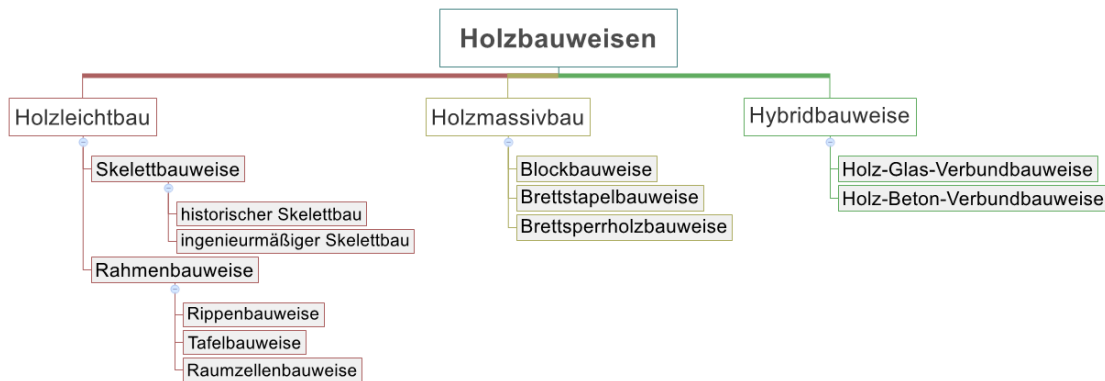 Holzbauweisen
Holzleichtbau
Skelettbauweise
historischer Skelettbau
ingenieurmäßiger Skelettbau
Rahmenbauweise
Rippenbauweise
Tafelbauweise
Raumzellenbauweise
Holzmassivbau
Blockbauweise
Brettstapelbauweise
Brettsperrholzbauweise
Hybridbauweise
Holz-Glas-Verbundbauweise
Holz-Beton-Verbundbauweise